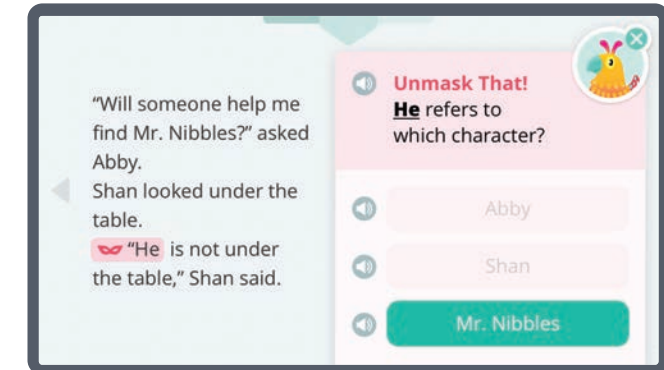 “Will someone help me
find Mr. Nibbles?” asked
Abby.
Shan looked under the
table.
“He is not under
the table,” Shan said.
Unmask That!
He refers to
which character?
Abby
Shan
Mr. Nibbles